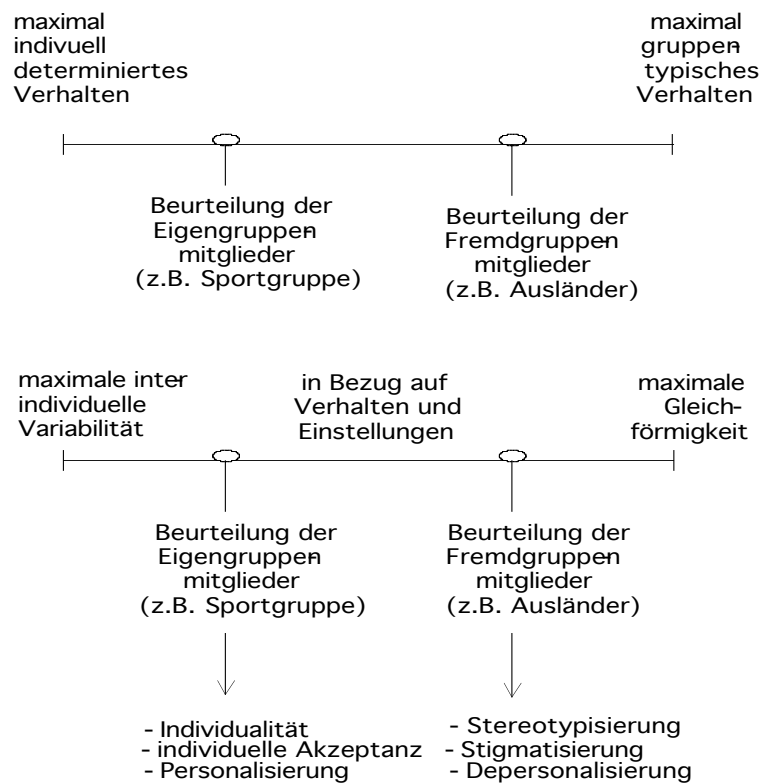 maximal
indivuell
determiniertes
Verhalten
maximal
gruppen-
typisches
Verhalten
Beurteilung der
Eigengruppen-
mitglieder
(z.B. Sportgruppe)
Beurteilung der
Fremdgruppen-
mitglieder
(z.B. Ausländer)
maximale inter-
individuelle
Variabilität
in Bezug auf
Verhalten und
Einstellungen
maximale
Gleich-
förmigkeit
Beurteilung der
Eigengruppen-
mitglieder
(z.B. Sportgruppe)
Beurteilung der
Fremdgruppen-
mitglieder
(z.B. Ausländer)
- Individualität
- individuelle Akzeptanz
- Personalisierung
- Stereotypisierung
- Stigmatisierung
- Depersonalisierung